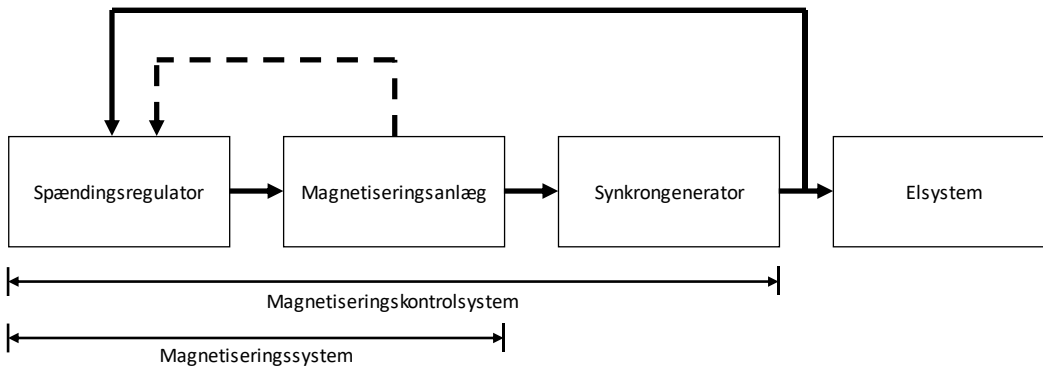 Spændingsregulator
Magnetiseringsanlæg
Synkrongenerator
Elsystem
Magnetiseringskontrolsystem
Magnetiseringssystem